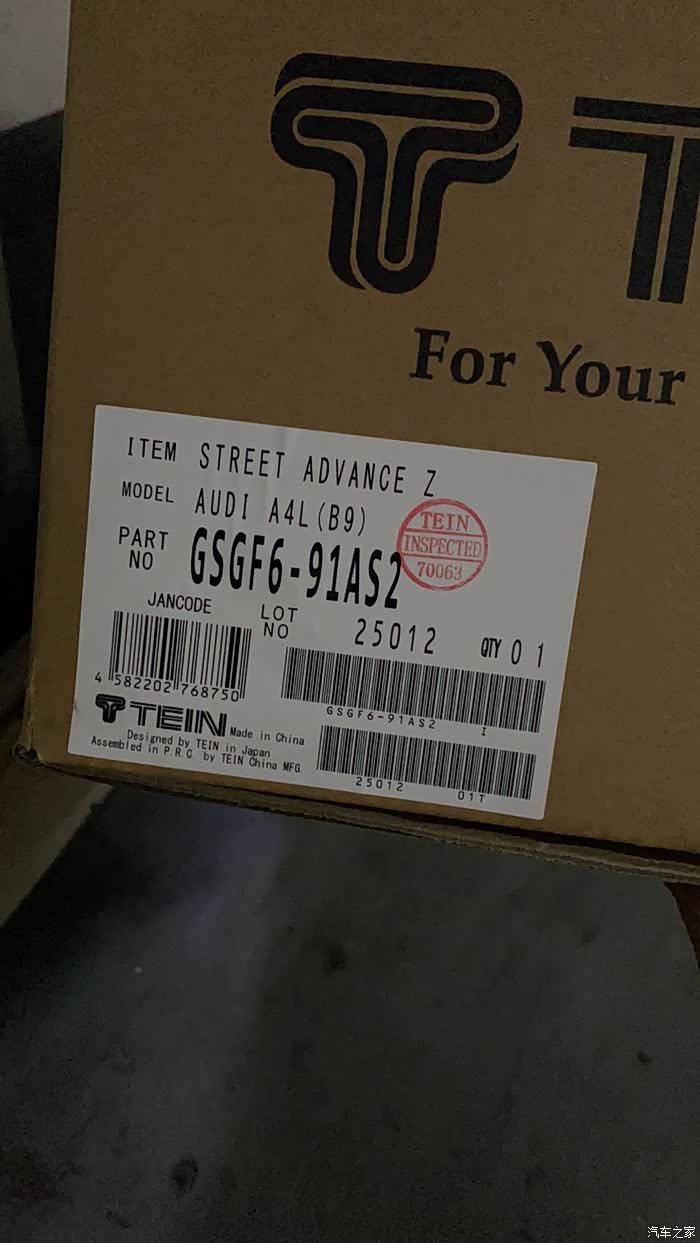 For Your
ITEM STREET ADVANCE Z
MODEL AUDI A4L(B9)
PART NO GSGF6-91AS2
TEIN
INSPECTED
70063
JANCODE
LOT NO 25012 QTY 01
4 582202 768750
GSGF6-91AS2 I
TEIN Made in China
Designed by TEIN in Japan
Assembled in P.R.C. by TEIN China MFG.
25012 01T
汽车之家